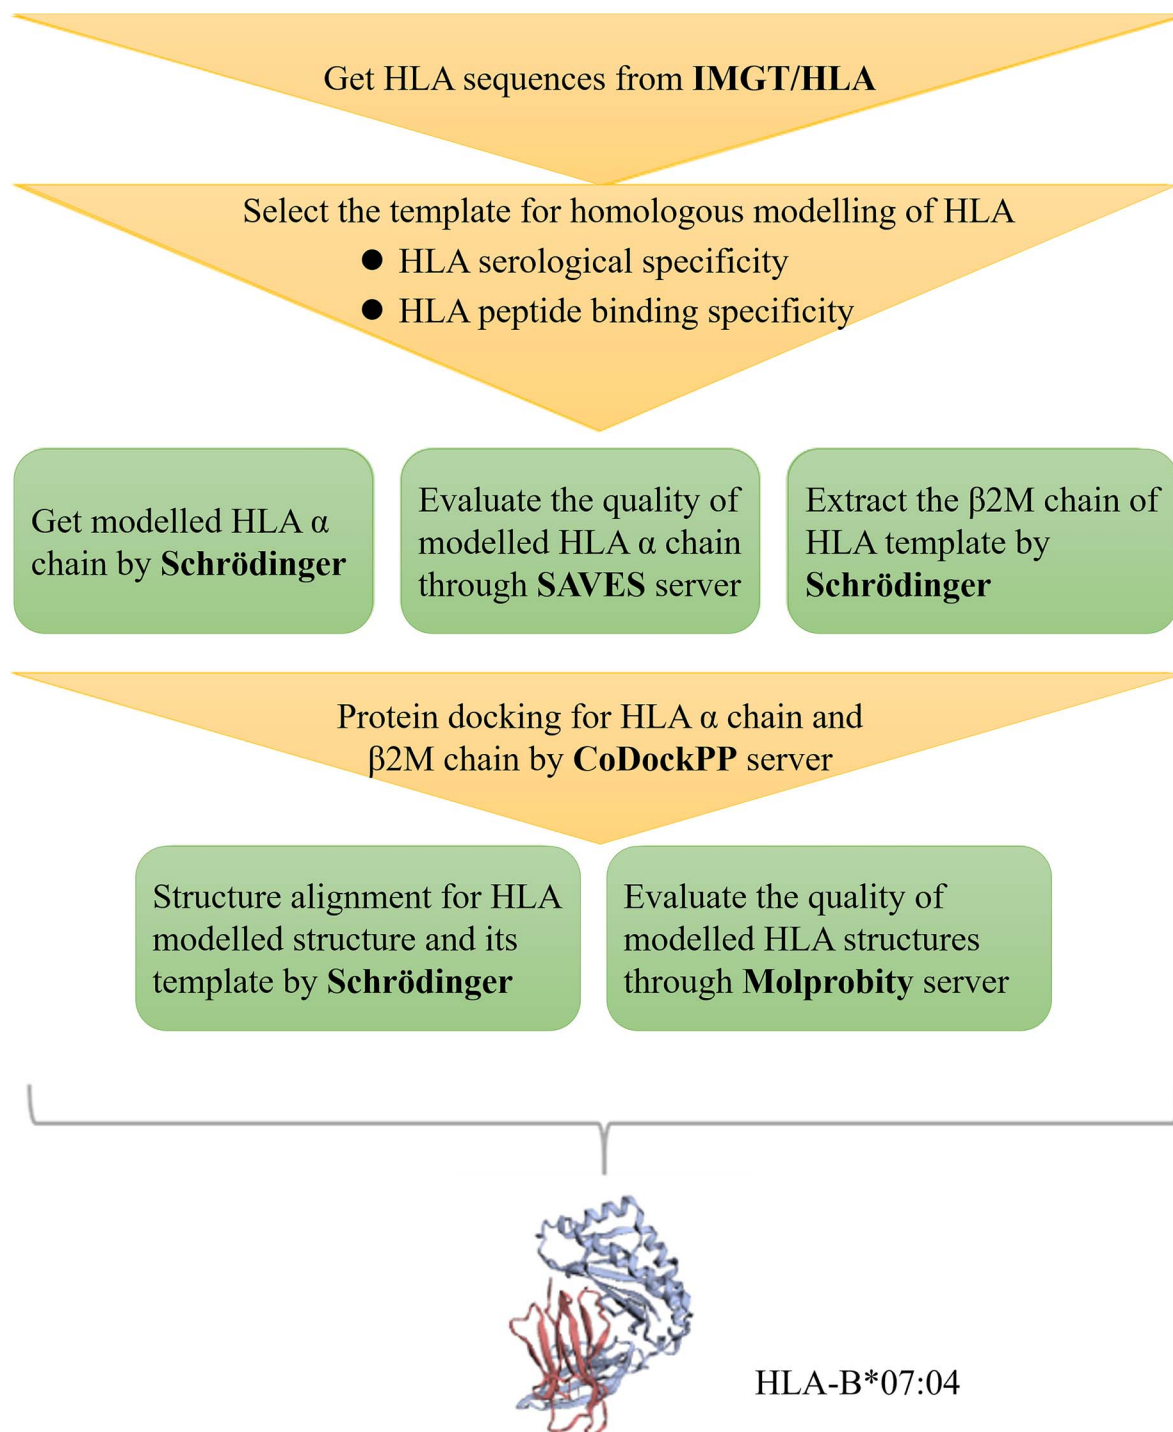 Get HLA sequences from IMGT/HLA
Select the template for homologous modelling of HLA
● HLA serological specificity
● HLA peptide binding specificity
Get modelled HLA α
chain by Schrödinger
Evaluate the quality of
modelled HLA α chain
through SAVES server
Extract the β2M chain of
HLA template by
Schrödinger
Protein docking for HLA α chain and
β2M chain by CoDockPP server
Structure alignment for HLA
modelled structure and its
template by Schrödinger
Evaluate the quality of
modelled HLA structures
through Molprobity server
HLA-B*07:04